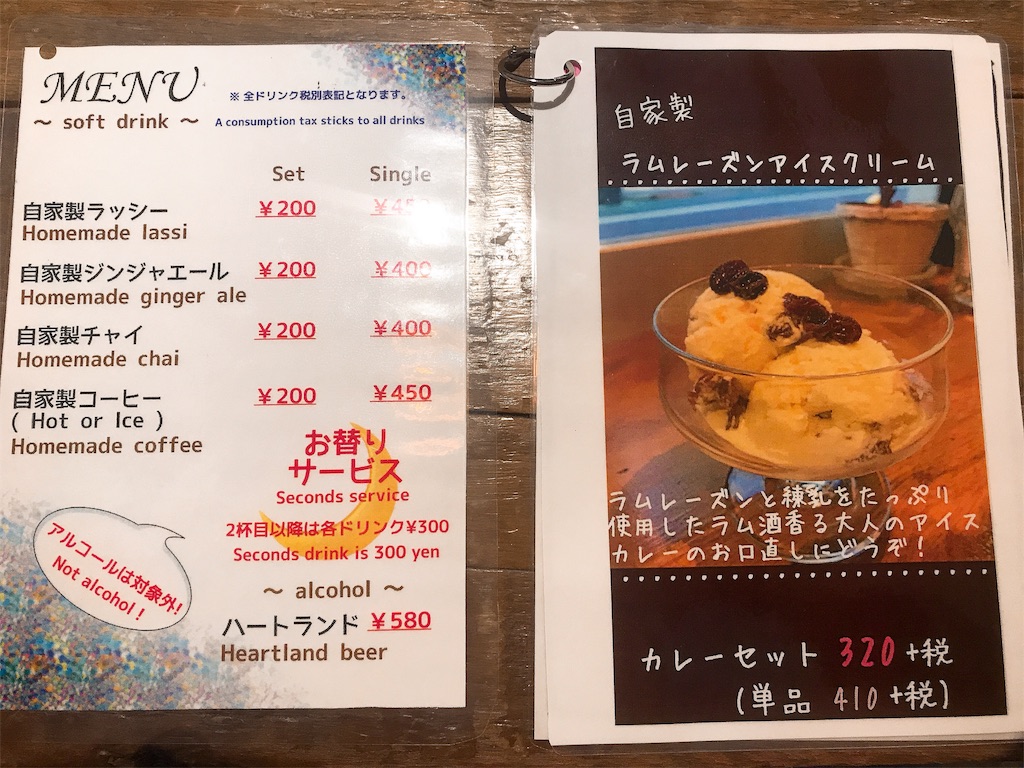 MENU
～ soft drink ～
※ 全ドリンク税別表記となります。
A consumption tax sticks to all drinks
Set Single
自家製ラッシー ￥200 ￥450
Homemade lassi
自家製ジンジャエール ￥200 ￥400
Homemade ginger ale
自家製チャイ ￥200 ￥400
Homemade chai
自家製コーヒー ￥200 ￥450
( Hot or Ice )
Homemade coffee
お替り
サービス
Seconds service
2杯目以降は各ドリンク¥300
Seconds drink is 300 yen
アルコールは対象外!
Not alcohol !
～ alcohol ～
ハートランド ￥580
Heartland beer
自家製
ラムレーズンアイスクリーム
ラムレーズンと練乳をたっぷり
使用したラム酒香る大人のアイス
カレーのお口直しにどうぞ！
カレーセット 320+税
(単品 410+税)